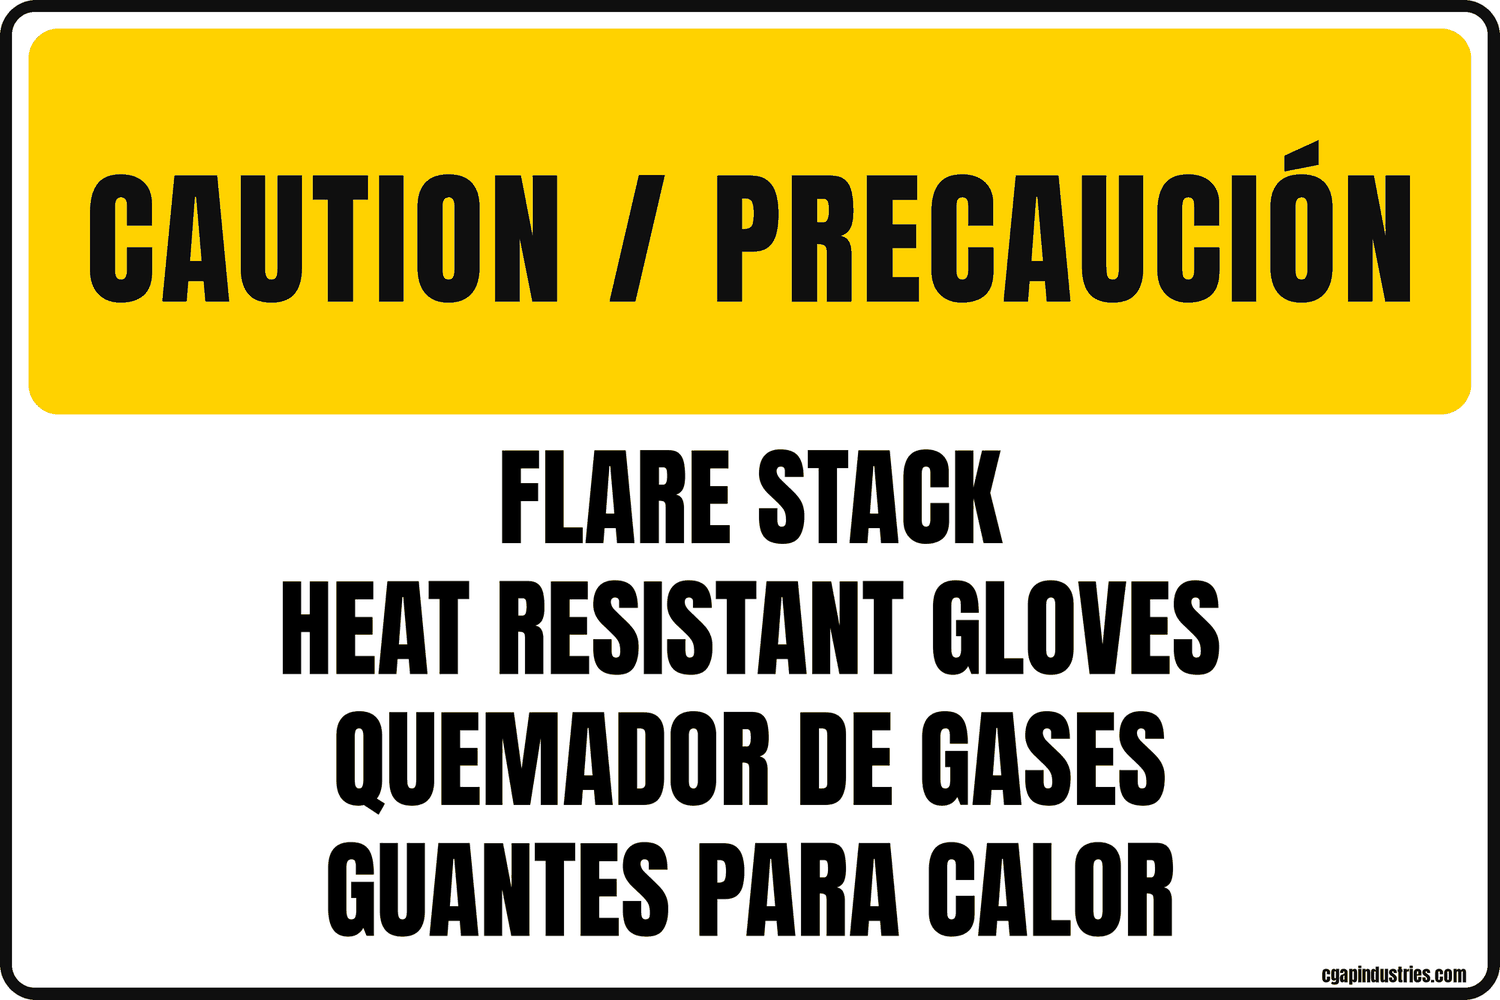 CAUTION / PRECAUCIÓN
FLARE STACK
HEAT RESISTANT GLOVES
QUEMADOR DE GASES
GUANTES PARA CALOR
cgapindustries.com